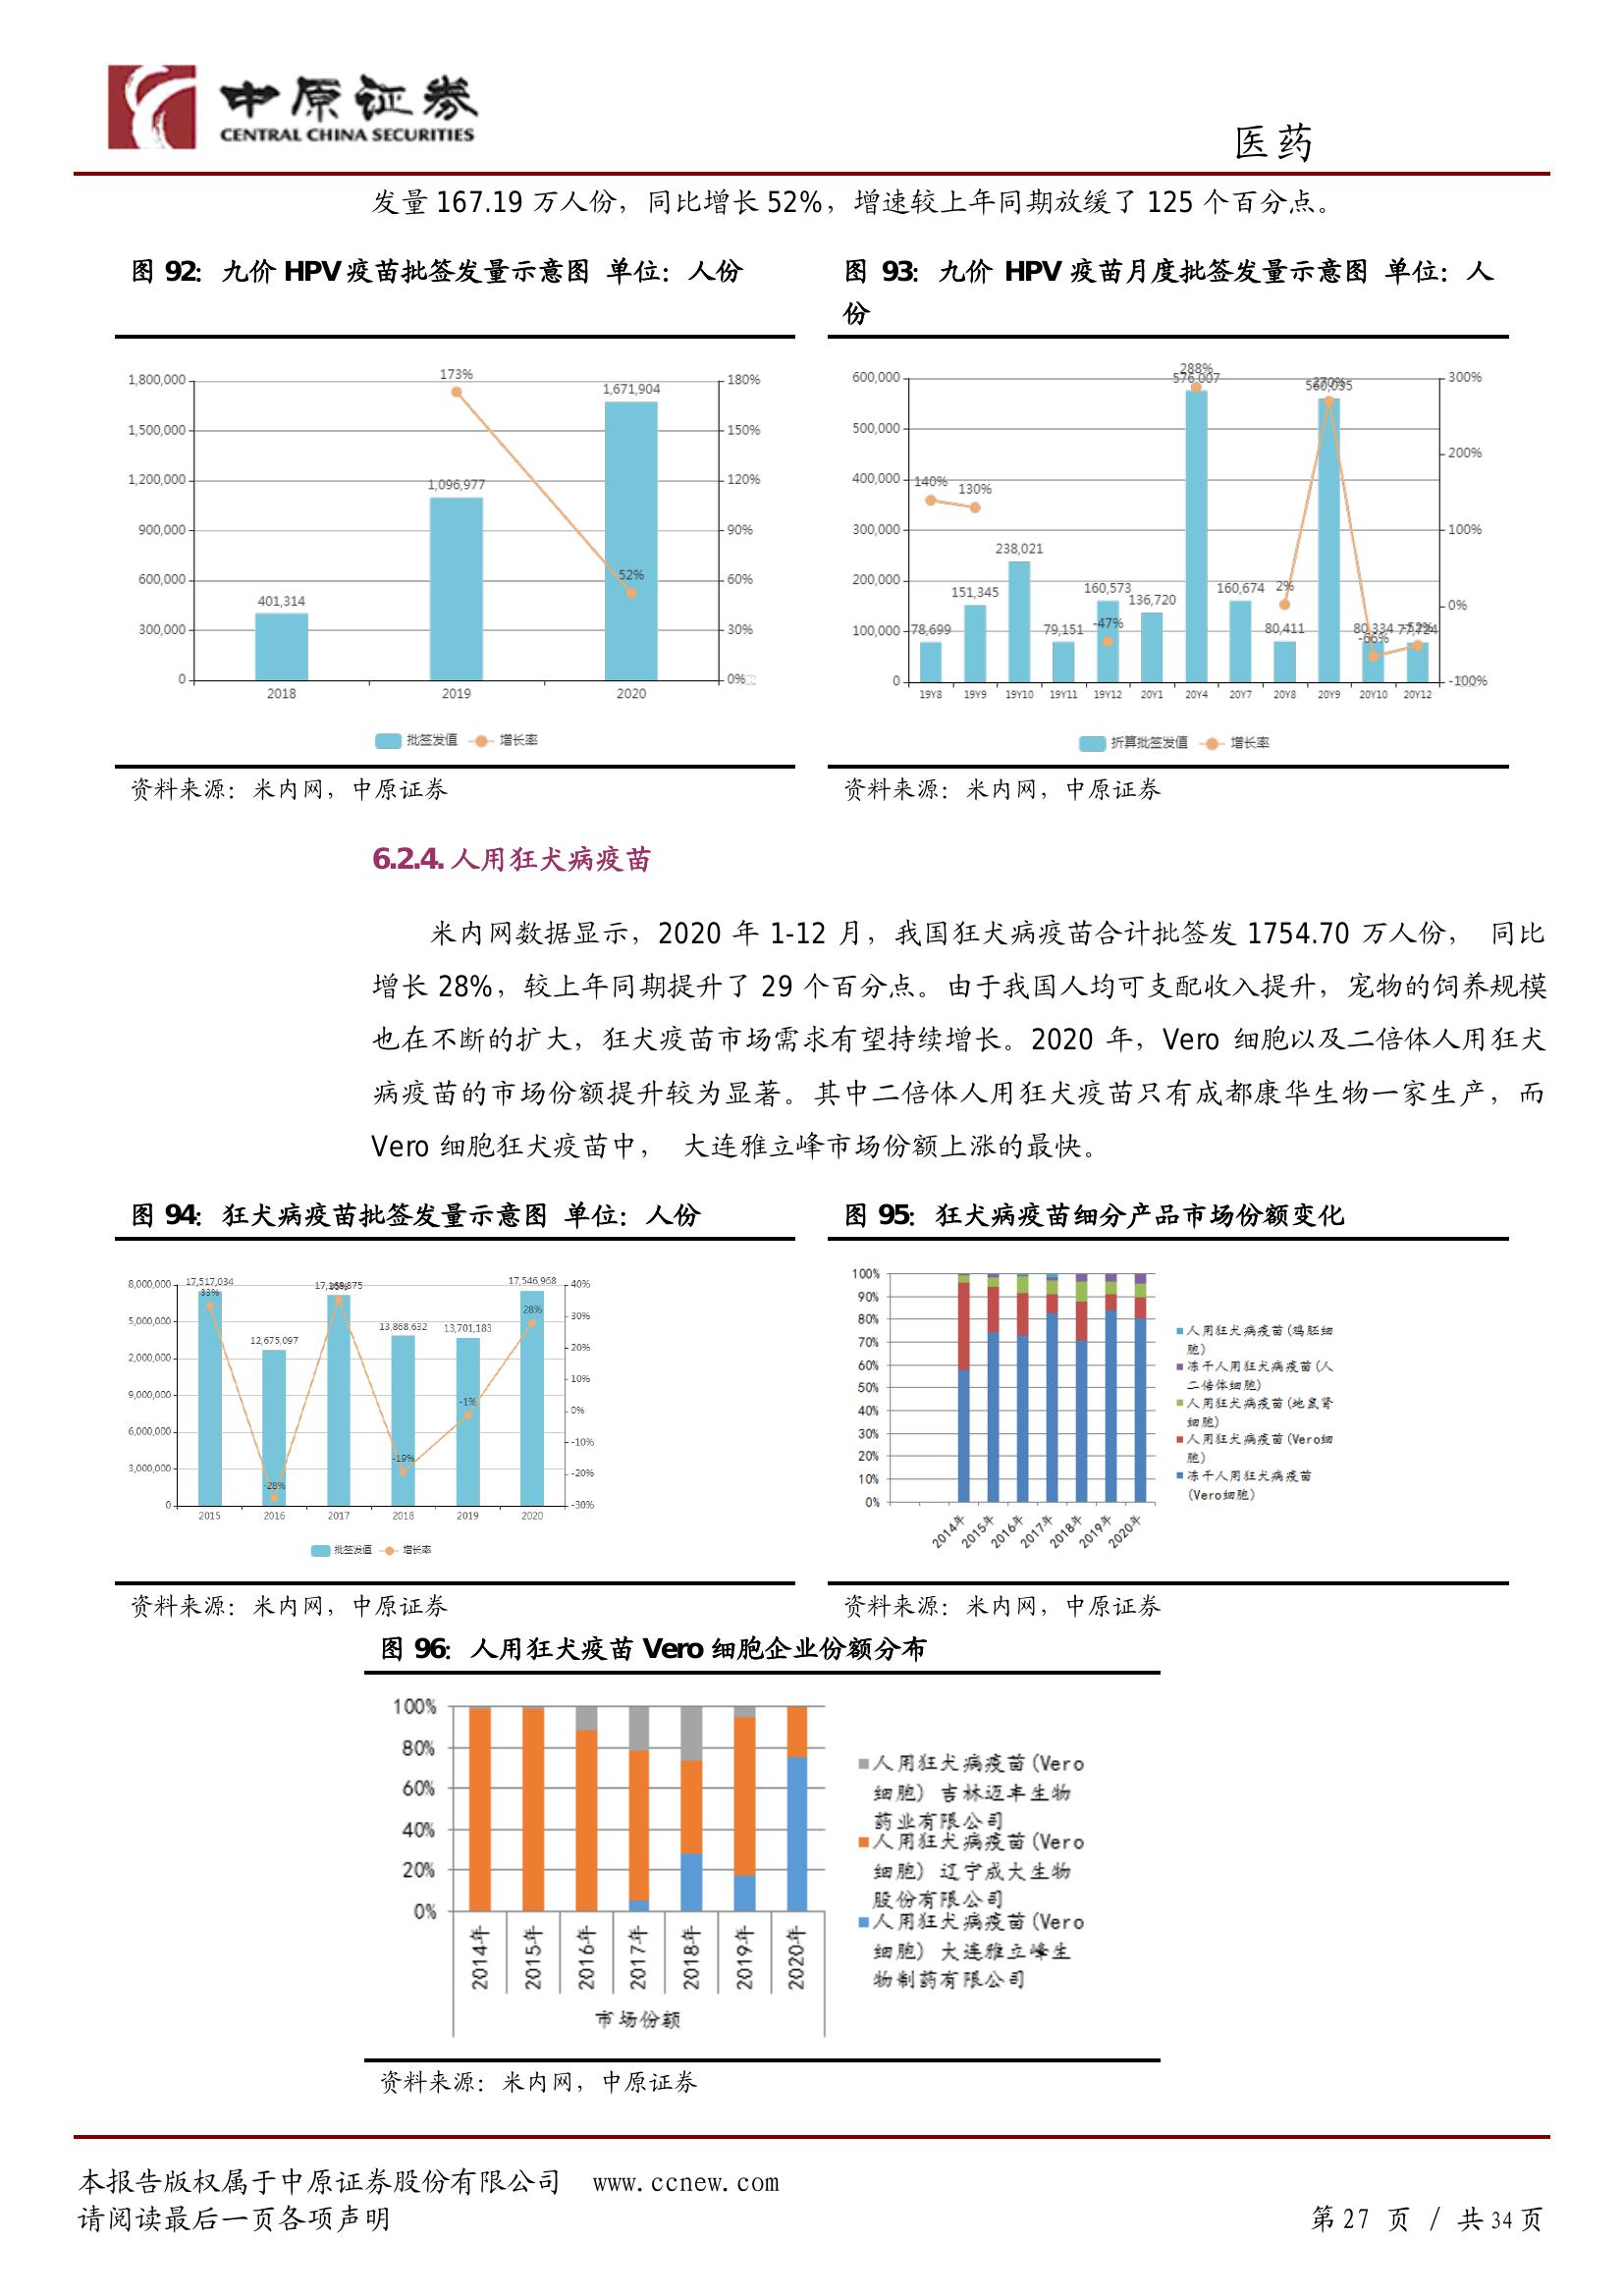 中原证券
CENTRAL CHINA SECURITIES
医药
发量 167.19 万人份，同比增长 52%，增速较上年同期放缓了 125 个百分点。
图 92：九价 HPV 疫苗批签发量示意图 单位：人份
1,800,000
1,500,000
1,200,000
900,000
600,000
300,000
0
401,314
1,096,977
1,671,904
173%
52%
180%
150%
120%
90%
60%
30%
0%
2018 2019 2020
批签发值 增长率
资料来源：米内网，中原证券
图 93：九价 HPV 疫苗月度批签发量示意图 单位：人
份
600,000
500,000
400,000
300,000
200,000
100,000
0
140% 130%
288%
576,007
270%
560,035
238,021
151,345
78,699
79,151
160,573
-47%
136,720
160,674
2%
80,411
80,334
-66%
77,724
-52%
300%
200%
100%
0%
-100%
19Y8 19Y9 19Y10 19Y11 19Y12 20Y1 20Y4 20Y7 20Y8 20Y9 20Y10 20Y12
折算批签发值 增长率
资料来源：米内网，中原证券
6.2.4. 人用狂犬病疫苗
米内网数据显示，2020 年 1-12 月，我国狂犬病疫苗合计批签发 1754.70 万人份， 同比
增长 28%，较上年同期提升了 29 个百分点。由于我国人均可支配收入提升，宠物的饲养规模
也在不断的扩大，狂犬疫苗市场需求有望持续增长。2020 年，Vero 细胞以及二倍体人用狂犬
病疫苗的市场份额提升较为显著。其中二倍体人用狂犬疫苗只有成都康华生物一家生产，而
Vero 细胞狂犬疫苗中， 大连雅立峰市场份额上涨的最快。
图 94：狂犬病疫苗批签发量示意图 单位：人份
8,000,000
5,000,000
2,000,000
9,000,000
6,000,000
3,000,000
0
17,517,034
33%
12,675,097
-28%
13,868,632
-19%
13,701,183
-1%
17,546,968
28%
40%
30%
20%
10%
0%
-10%
-20%
-30%
2015 2016 2017 2018 2019 2020
批签发值 增长率
资料来源：米内网，中原证券
图 95：狂犬病疫苗细分产品市场份额变化
100%
90%
80%
70%
60%
50%
40%
30%
20%
10%
0%
2014年 2015年 2016年 2017年 2018年 2019年 2020年
人用狂犬病疫苗(鸡胚细
胞)
冻干人用狂犬病疫苗(人
二倍体细胞)
人用狂犬病疫苗(地鼠肾
细胞)
人用狂犬病疫苗(Vero细
胞)
冻干人用狂犬病疫苗
(Vero细胞)
资料来源：米内网，中原证券
图 96：人用狂犬疫苗 Vero 细胞企业份额分布
100%
80%
60%
40%
20%
0%
2014年 2015年 2016年 2017年 2018年 2019年 2020年
市场份额
人用狂犬病疫苗(Vero
细胞) 吉林迈丰生物
药业有限公司
人用狂犬病疫苗(Vero
细胞) 辽宁成大生物
股份有限公司
人用狂犬病疫苗(Vero
细胞) 大连雅立峰生
物制药有限公司
资料来源：米内网，中原证券
本报告版权属于中原证券股份有限公司 www.ccnew.com
请阅读最后一页各项声明
第27 页 / 共34页